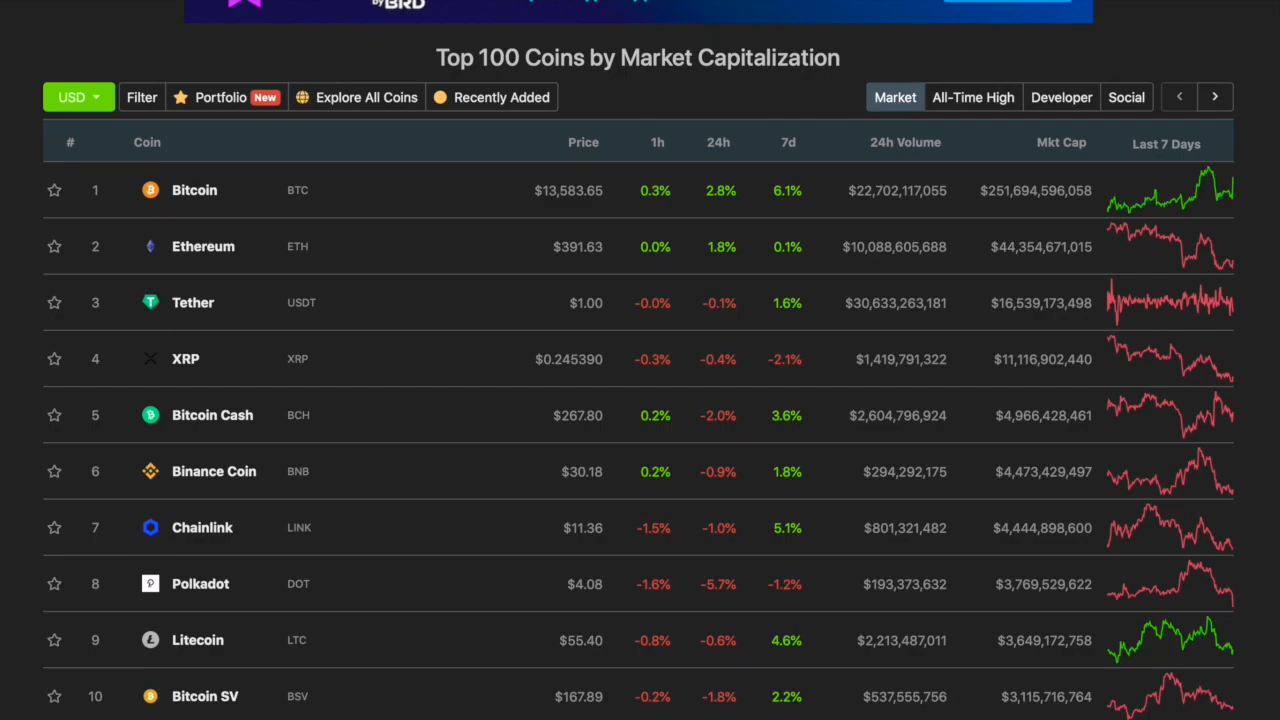 by BRD
Top 100 Coins by Market Capitalization
USD Filter Portfolio New Explore All Coins Recently Added Market All-Time High Developer Social
# Coin Price 1h 24h 7d 24h Volume Mkt Cap Last 7 Days
1 Bitcoin BTC $13,583.65 0.3% 2.8% 6.1% $22,702,117,055 $251,694,596,058
2 Ethereum ETH $391.63 0.0% 1.8% 0.1% $10,088,605,688 $44,354,671,015
3 Tether USDT $1.00 -0.0% -0.1% 1.6% $30,633,263,181 $16,539,173,498
4 XRP XRP $0.245390 -0.3% -0.4% -2.1% $1,419,791,322 $11,116,902,440
5 Bitcoin Cash BCH $267.80 0.2% -2.0% 3.6% $2,604,796,924 $4,966,428,461
6 Binance Coin BNB $30.18 0.2% -0.9% 1.8% $294,292,175 $4,473,429,497
7 Chainlink LINK $11.36 -1.5% -1.0% 5.1% $801,321,482 $4,444,898,600
8 Polkadot DOT $4.08 -1.6% -5.7% -1.2% $193,373,632 $3,769,529,622
9 Litecoin LTC $55.40 -0.8% -0.6% 4.6% $2,213,487,011 $3,649,172,758
10 Bitcoin SV BSV $167.89 -0.2% -1.8% 2.2% $537,555,756 $3,115,716,764